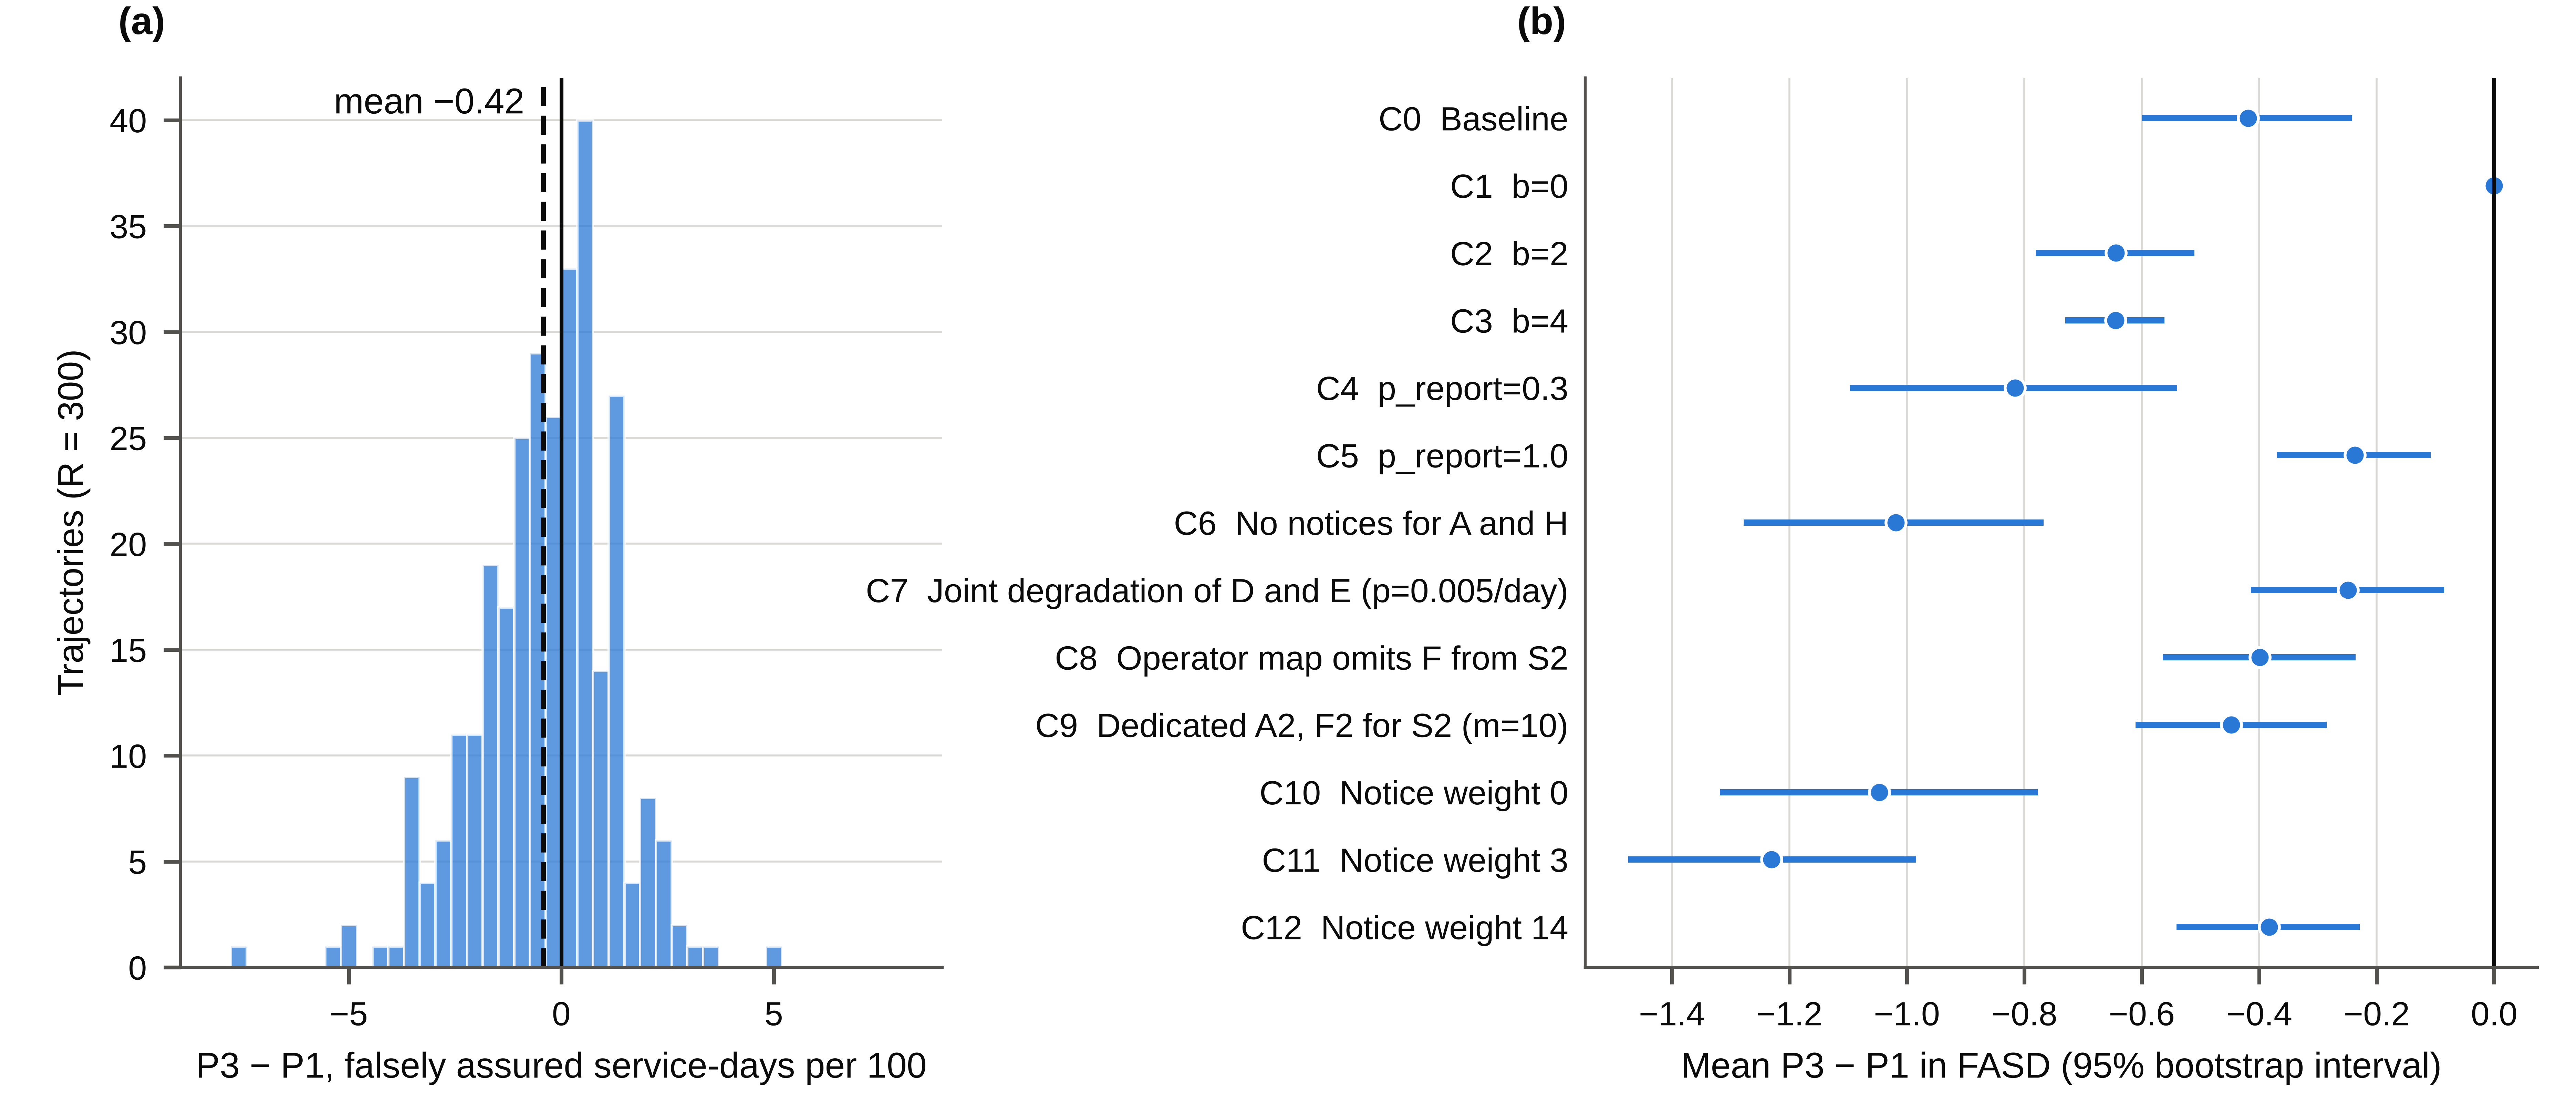 (a)
mean −0.42
40
35
30
25
20
15
10
5
0
Trajectories (R = 300)
−5
0
5
P3 − P1, falsely assured service-days per 100
(b)
C0 Baseline
C1 b=0
C2 b=2
C3 b=4
C4 p_report=0.3
C5 p_report=1.0
C6 No notices for A and H
C7 Joint degradation of D and E (p=0.005/day)
C8 Operator map omits F from S2
C9 Dedicated A2, F2 for S2 (m=10)
C10 Notice weight 0
C11 Notice weight 3
C12 Notice weight 14
−1.4
−1.2
−1.0
−0.8
−0.6
−0.4
−0.2
0.0
Mean P3 − P1 in FASD (95% bootstrap interval)